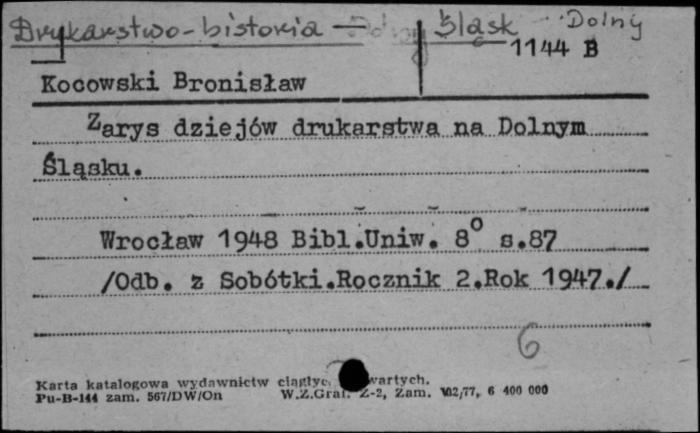 Drukarstwo - historia — Śląsk Dolny
1144 B
Kocowski Bronisław
Zarys dziejów drukarstwa na Dolnym
Śląsku.
Wrocław 1948 Bibl.Uniw. 8° s.87
/Odb. z Sobótki.Rocznik 2.Rok 1947./
6
Karta katalogowa wydawnictw
Pu-B-144 zam. 567/DW/On W.Z.Graf. Z-2, Zam. 102/77, 6 400 000